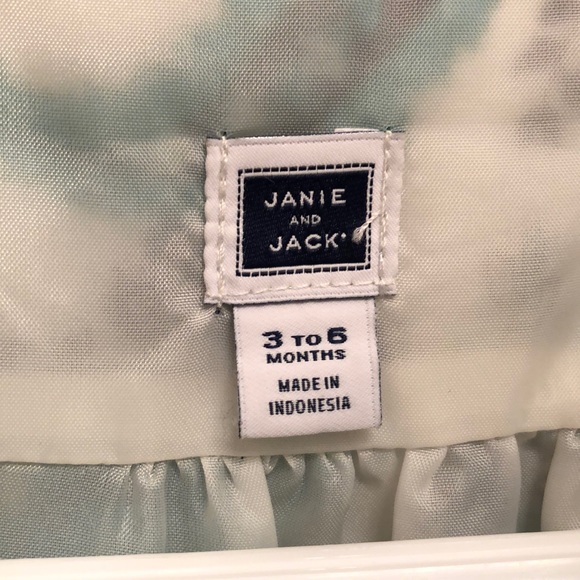 JANIE
AND
JACK
3 TO 6
MONTHS
MADE IN
INDONESIA